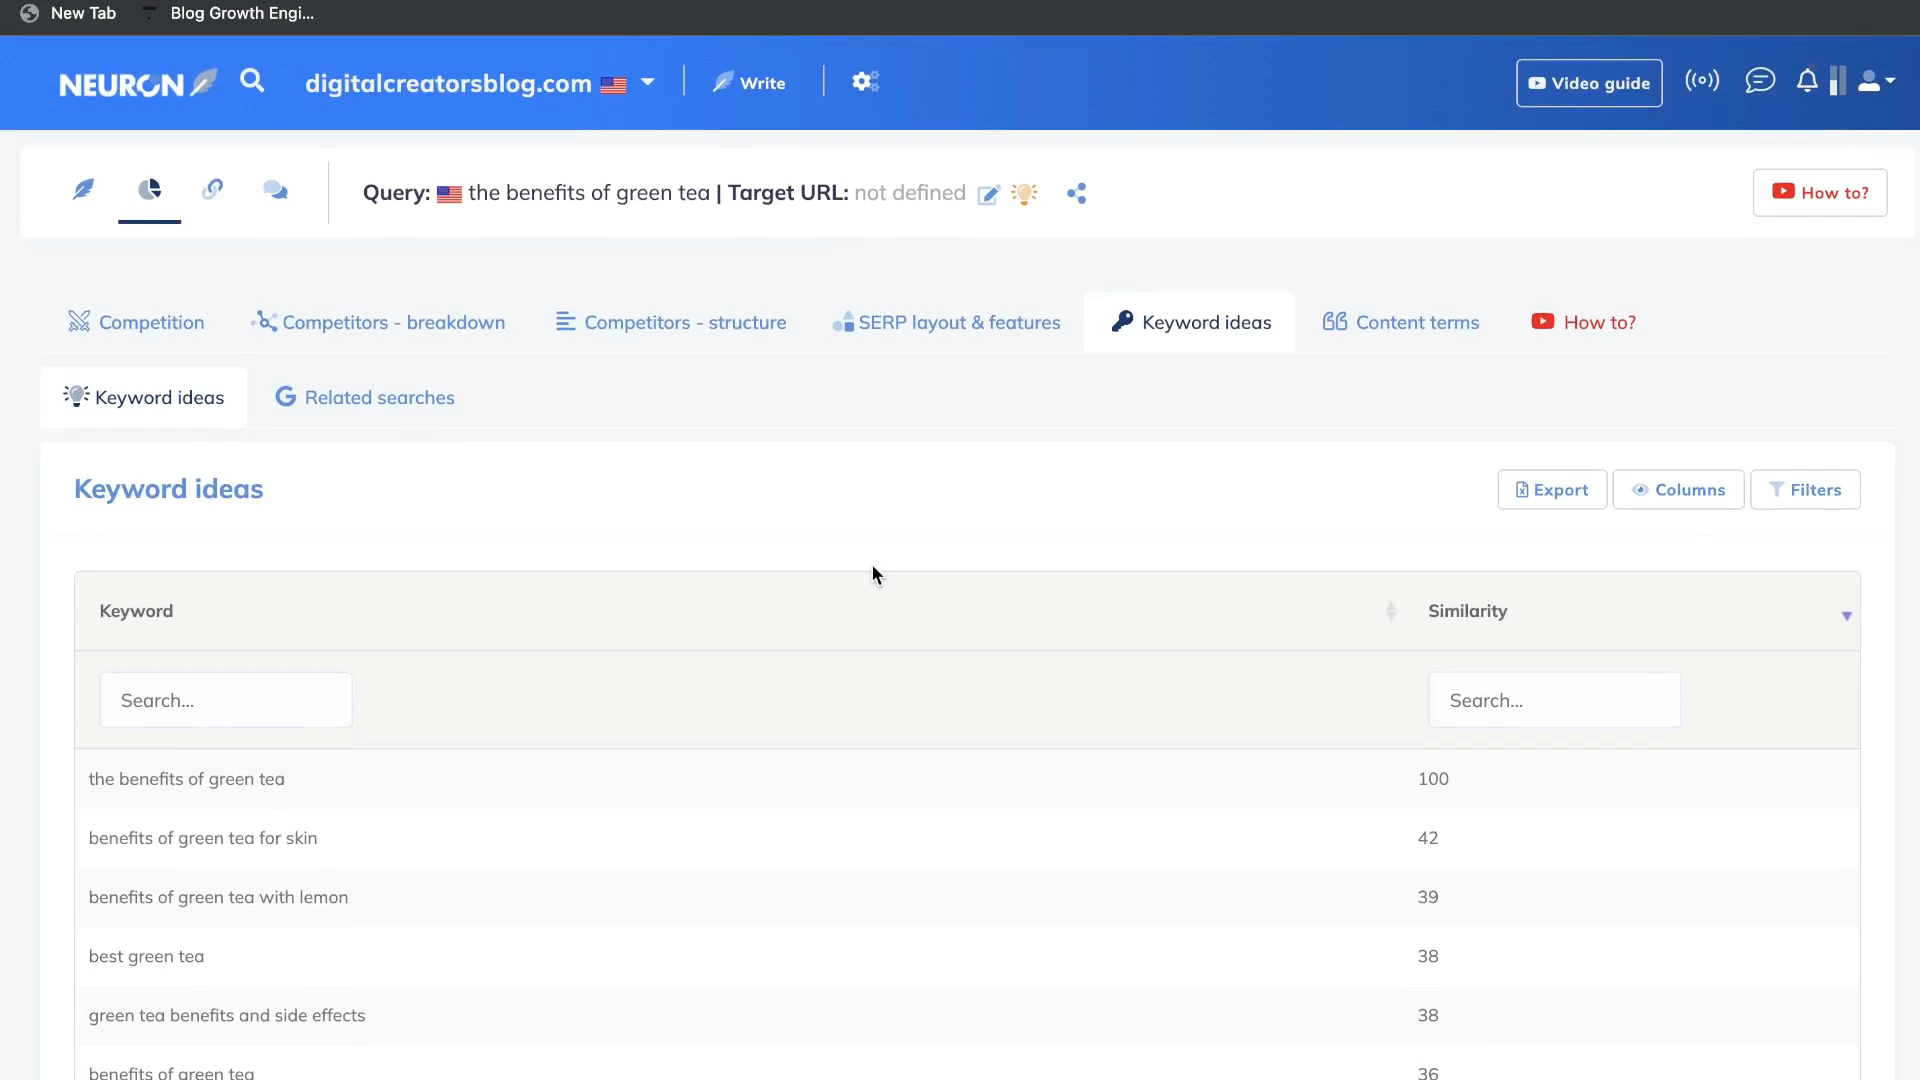 New Tab Blog Growth Engi...
NEURON digitalcreatorsblog.com Write Video guide
Query: the benefits of green tea | Target URL: not defined How to?
Competition Competitors - breakdown Competitors - structure SERP layout & features Keyword ideas Content terms How to?
Keyword ideas Related searches
Keyword ideas Export Columns Filters
Keyword Similarity
Search... Search...
the benefits of green tea 100
benefits of green tea for skin 42
benefits of green tea with lemon 39
best green tea 38
green tea benefits and side effects 38
benefits of green tea 36